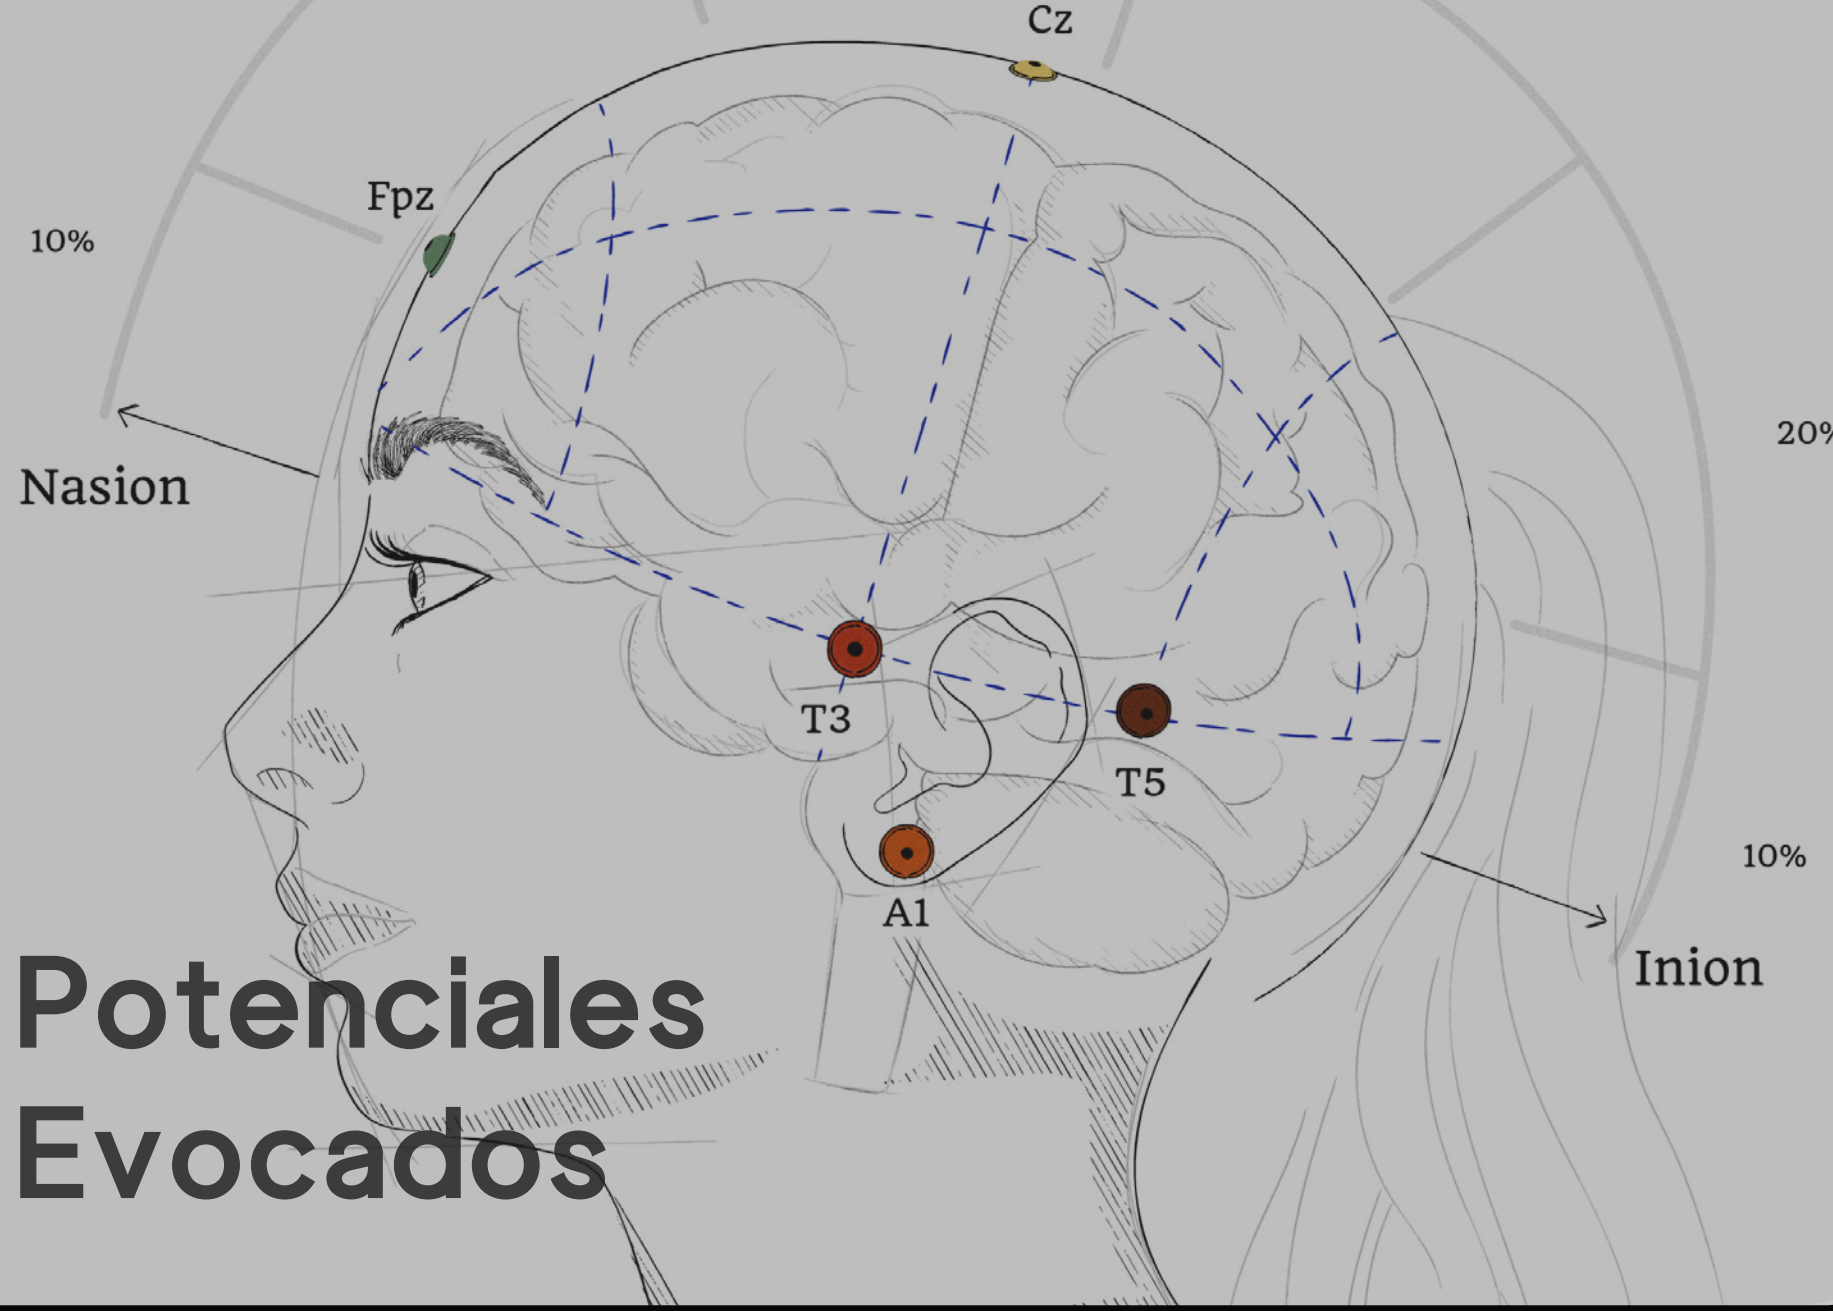 Cz
Fpz
10%
20%
Nasion
T3
T5
10%
A1
Inion
Potenciales
Evocados